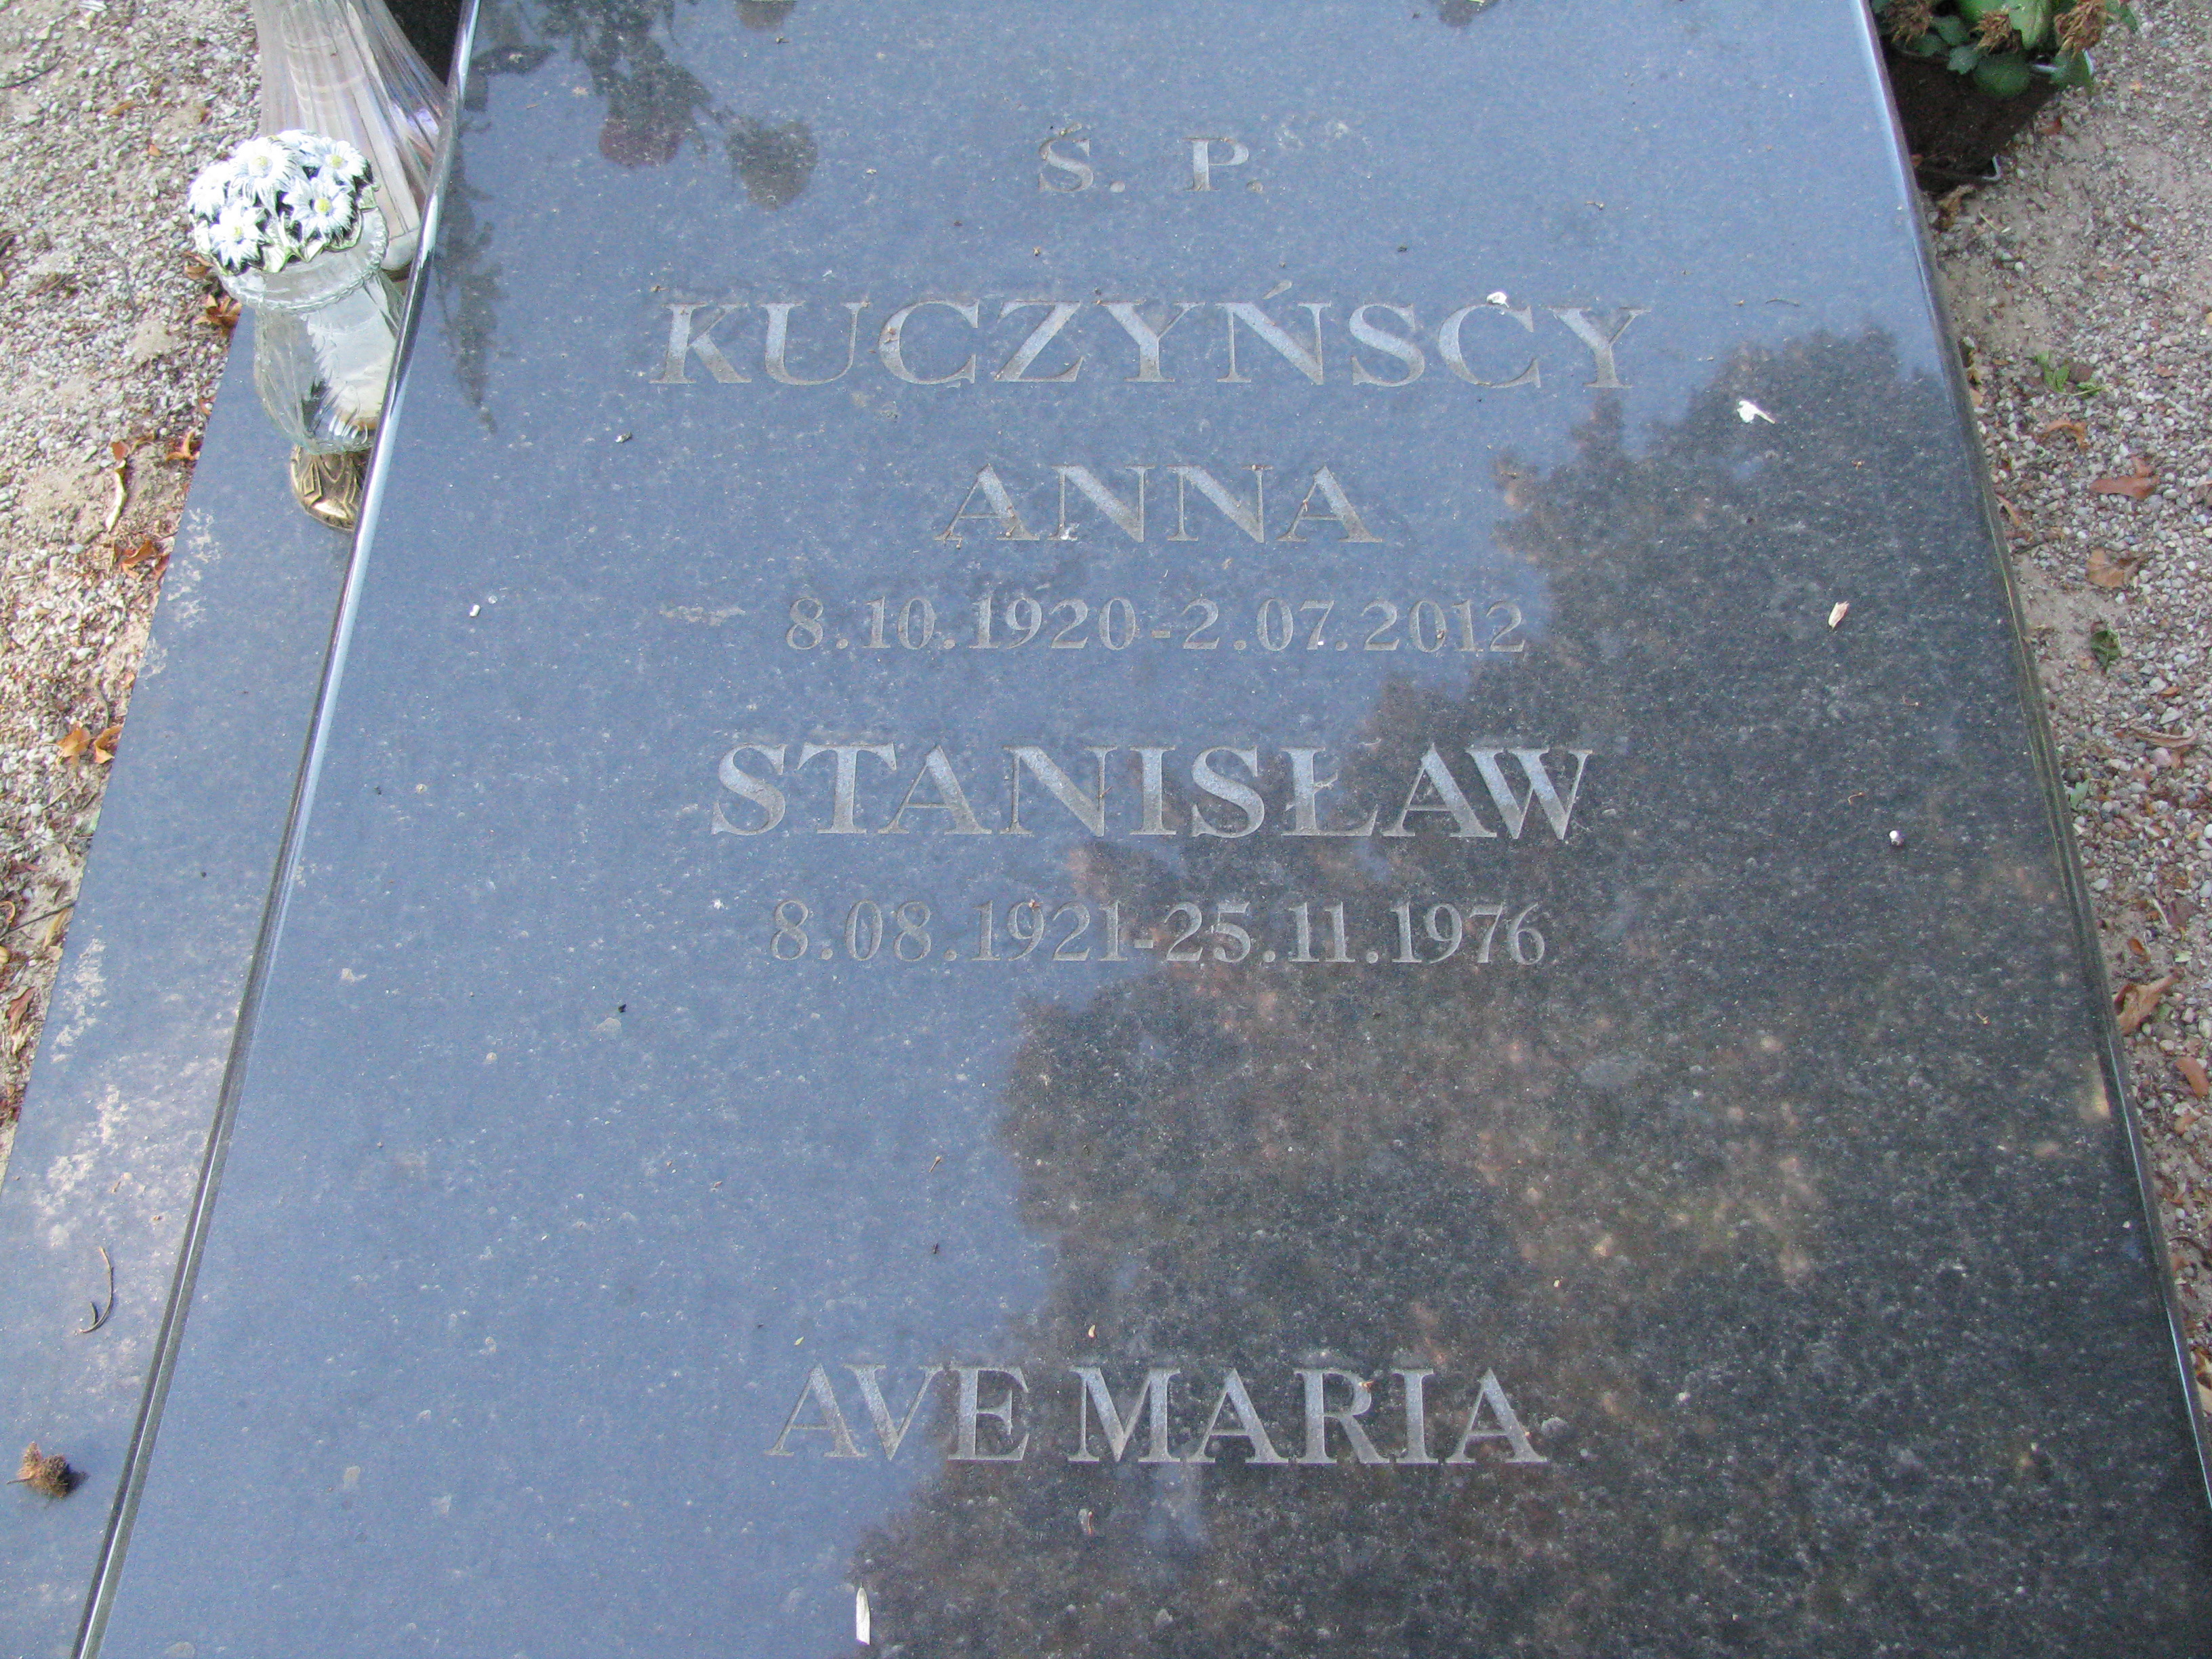 Ś. P.
KUCZYŃSCY
ANNA
8.10.1920-2.07.2012
STANISŁAW
8.08.1921-25.11.1976
AVE MARIA